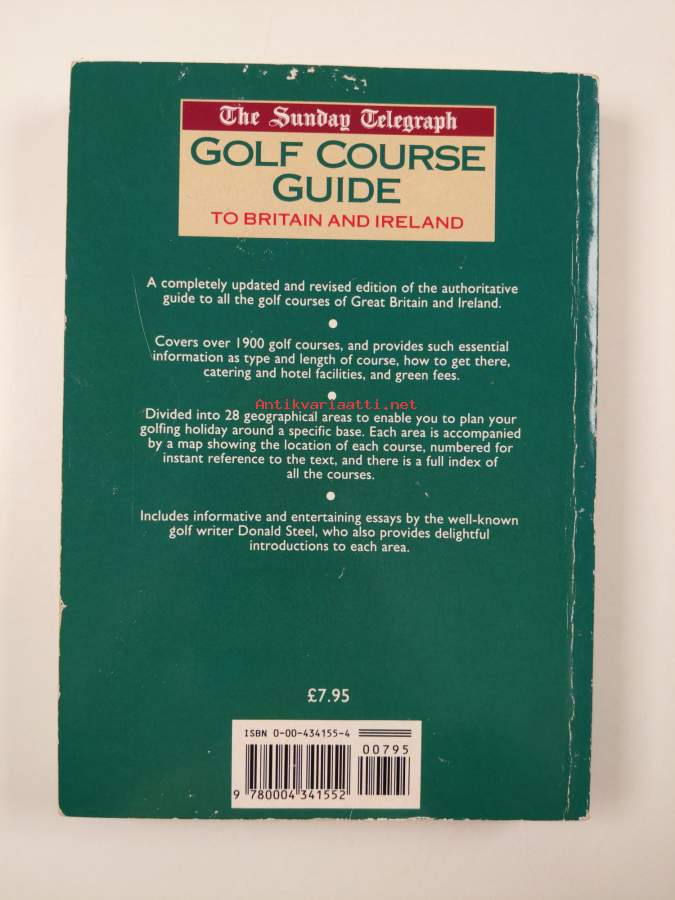 The Sunday Telegraph
GOLF COURSE
GUIDE
TO BRITAIN AND IRELAND
A completely updated and revised edition of the authoritative
guide to all the golf courses of Great Britain and Ireland.
Covers over 1900 golf courses, and provides such essential
information as type and length of course, how to get there,
catering and hotel facilities, and green fees.
Antikvariaatti.net
Divided into 28 geographical areas to enable you to plan your
golfing holiday around a specific base. Each area is accompanied
by a map showing the location of each course, numbered for
instant reference to the text, and there is a full index of
all the courses.
Includes informative and entertaining essays by the well-known
golf writer Donald Steel, who also provides delightful
introductions to each area.
£7.95
ISBN 0-00-434155-4
00795
9 780004 341552